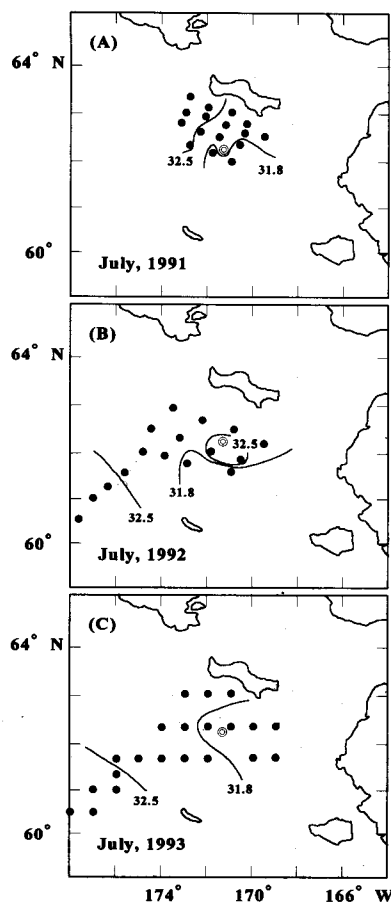 (A)
64° N
32.5
31.8
60°
July, 1991
(B)
64° N
32.5
31.8
32.5
60°
July, 1992
(C)
64° N
32.5
31.8
60°
July, 1993
174° 170° 166° W